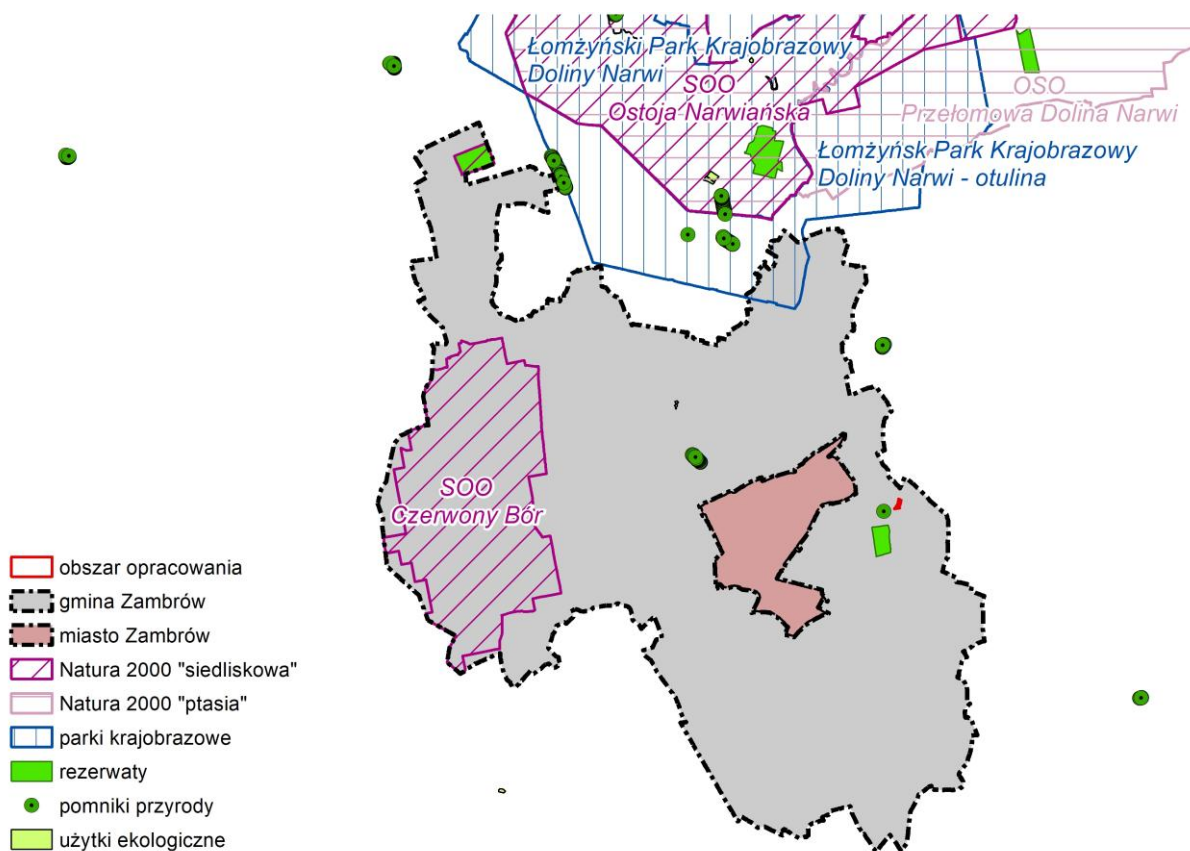 Łomżyński Park Krajobrazowy
Doliny Narwi
SOO
Ostoja Narwiańska
OSO
Przełomowa Dolina Narwi
Łomżyńsk Park Krajobrazowy
Doliny Narwi - otulina
SOO
Czerwony Bór
obszar opracowania
gmina Zambrów
miasto Zambrów
Natura 2000 "siedliskowa"
Natura 2000 "ptasia"
parki krajobrazowe
rezerwaty
pomniki przyrody
użytki ekologiczne